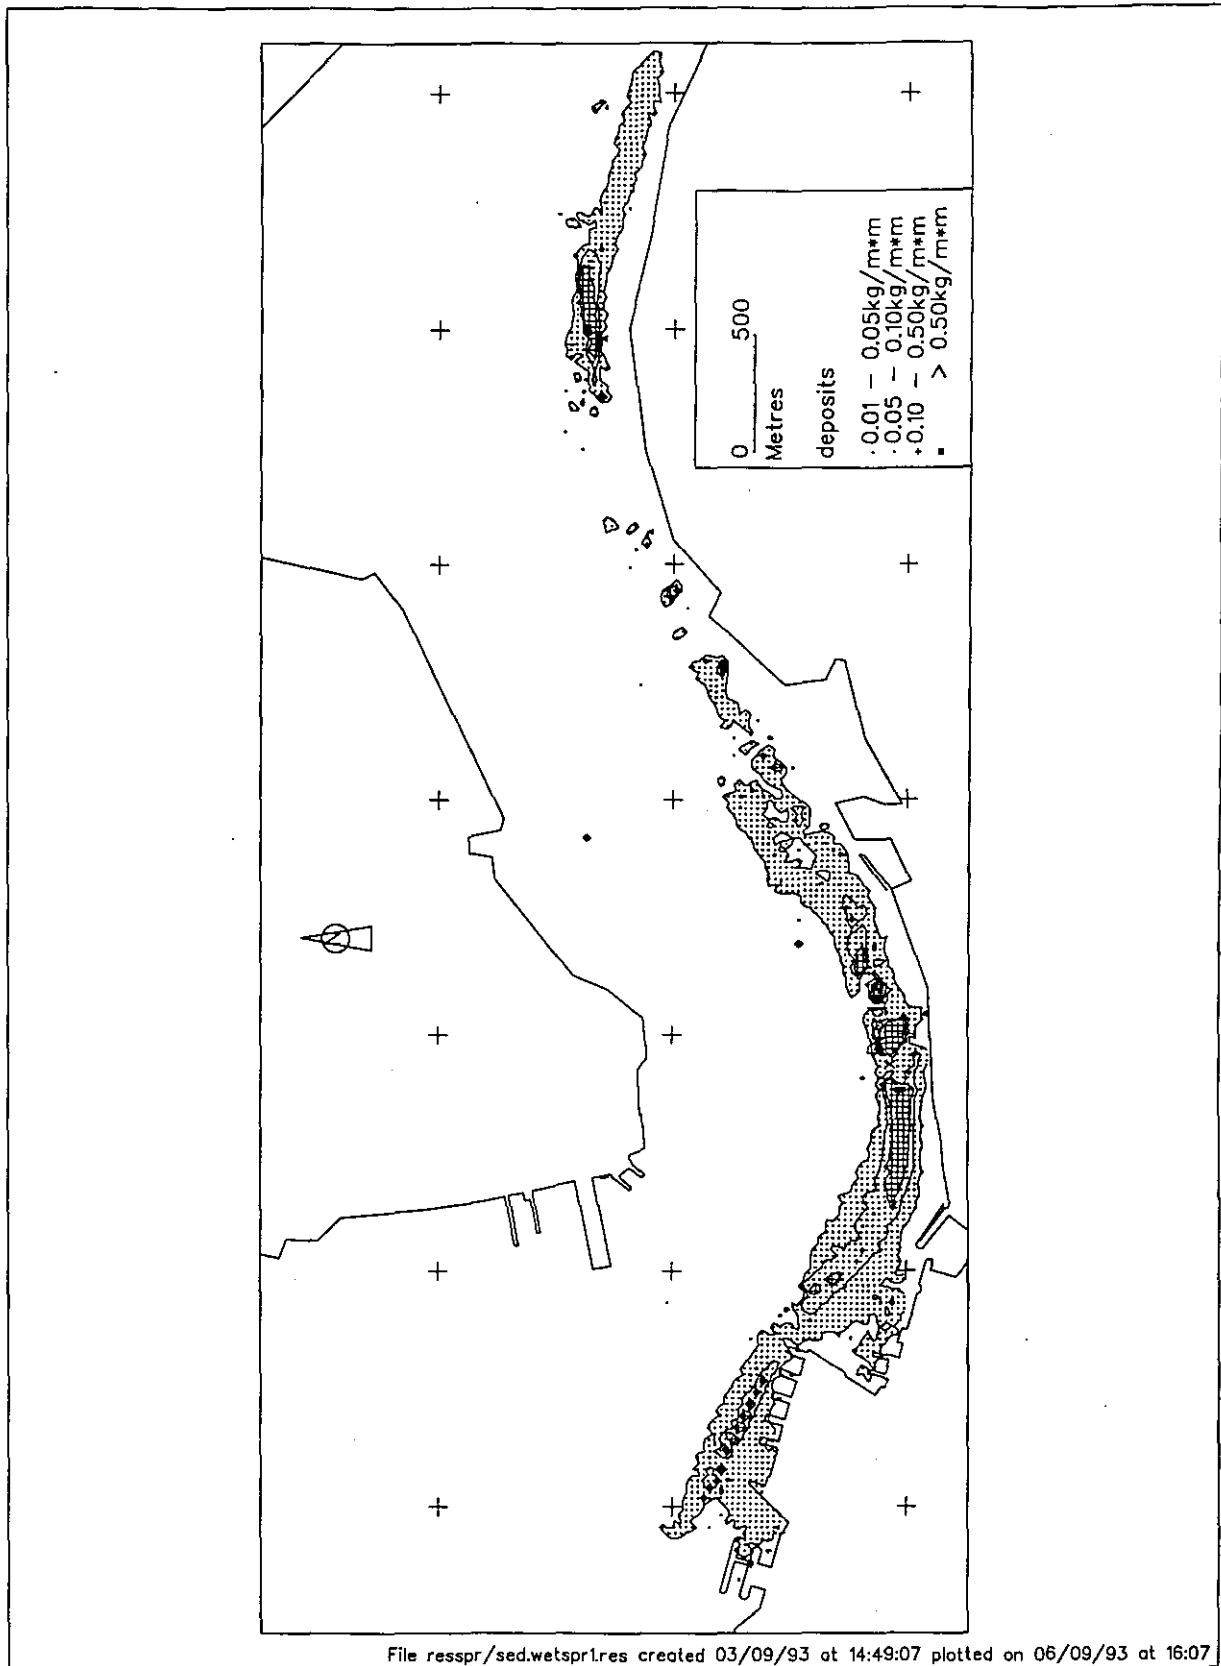 N
0 500
Metres
deposits
· 0.01 – 0.05kg/m*m
· 0.05 – 0.10kg/m*m
+ 0.10 – 0.50kg/m*m
▪ > 0.50kg/m*m
File resspr/sed.wetspr1.res created 03/09/93 at 14:49:07 plotted on 06/09/93 at 16:07